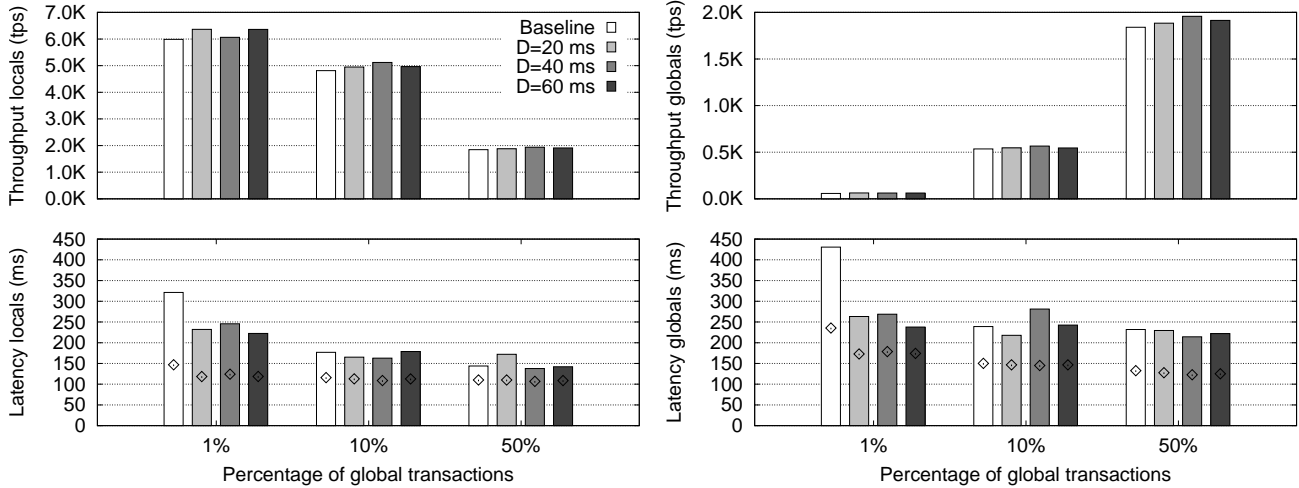 Throughput locals (tps)
7.0K
6.0K
5.0K
4.0K
3.0K
2.0K
1.0K
0.0K
Baseline
D=20 ms
D=40 ms
D=60 ms
Throughput globals (tps)
2.0K
1.0K
0.5K
0.0K
Latency locals (ms)
450
400
350
300
250
200
150
100
50
0
1%
10%
50%
Percentage of global transactions
Latency globals (ms)
450
400
350
300
250
200
150
100
50
0
1%
10%
50%
Percentage of global transactions